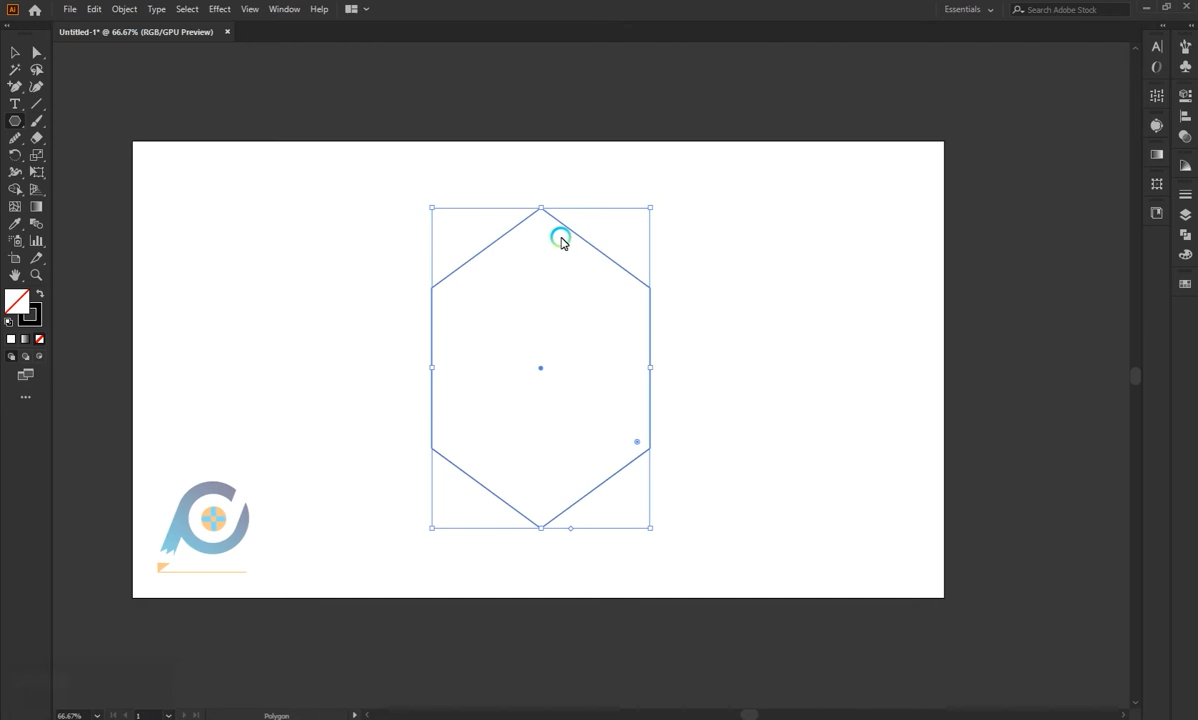 Ai File Edit Object Type Select Effect View Window Help Essentials Search Adobe Stock
Untitled-1* @ 66.67% (RGB/GPU Preview) ×
66.67% 1 Polygon